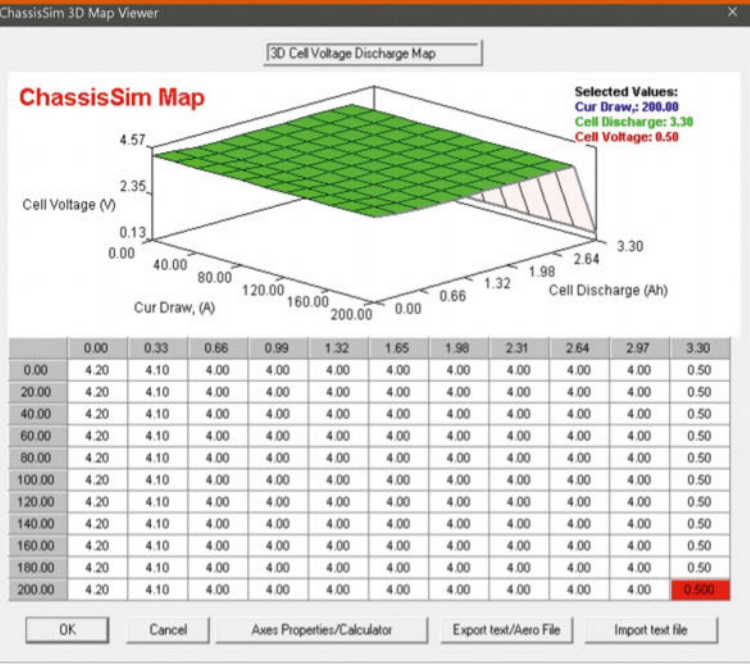 ChassisSim 3D Map Viewer
3D Cell Voltage Discharge Map
ChassisSim Map
Selected Values:
Cur Draw,: 200.00
Cell Discharge: 3.30
Cell Voltage: 0.50
4.57
2.35
Cell Voltage (V)
0.13
0.00
40.00
80.00
120.00
160.00
200.00
Cur Draw, (A)
0.00
0.66
1.32
1.98
2.64
3.30
Cell Discharge (Ah)
0.00 0.33 0.66 0.99 1.32 1.65 1.98 2.31 2.64 2.97 3.30
0.00 4.20 4.10 4.00 4.00 4.00 4.00 4.00 4.00 4.00 4.00 0.50
20.00 4.20 4.10 4.00 4.00 4.00 4.00 4.00 4.00 4.00 4.00 0.50
40.00 4.20 4.10 4.00 4.00 4.00 4.00 4.00 4.00 4.00 4.00 0.50
60.00 4.20 4.10 4.00 4.00 4.00 4.00 4.00 4.00 4.00 4.00 0.50
80.00 4.20 4.10 4.00 4.00 4.00 4.00 4.00 4.00 4.00 4.00 0.50
100.00 4.20 4.10 4.00 4.00 4.00 4.00 4.00 4.00 4.00 4.00 0.50
120.00 4.20 4.10 4.00 4.00 4.00 4.00 4.00 4.00 4.00 4.00 0.50
140.00 4.20 4.10 4.00 4.00 4.00 4.00 4.00 4.00 4.00 4.00 0.50
160.00 4.20 4.10 4.00 4.00 4.00 4.00 4.00 4.00 4.00 4.00 0.50
180.00 4.20 4.10 4.00 4.00 4.00 4.00 4.00 4.00 4.00 4.00 0.50
200.00 4.20 4.10 4.00 4.00 4.00 4.00 4.00 4.00 4.00 4.00 0.500
OK Cancel Axes Properties/Calculator Export text/Aero File Import text file